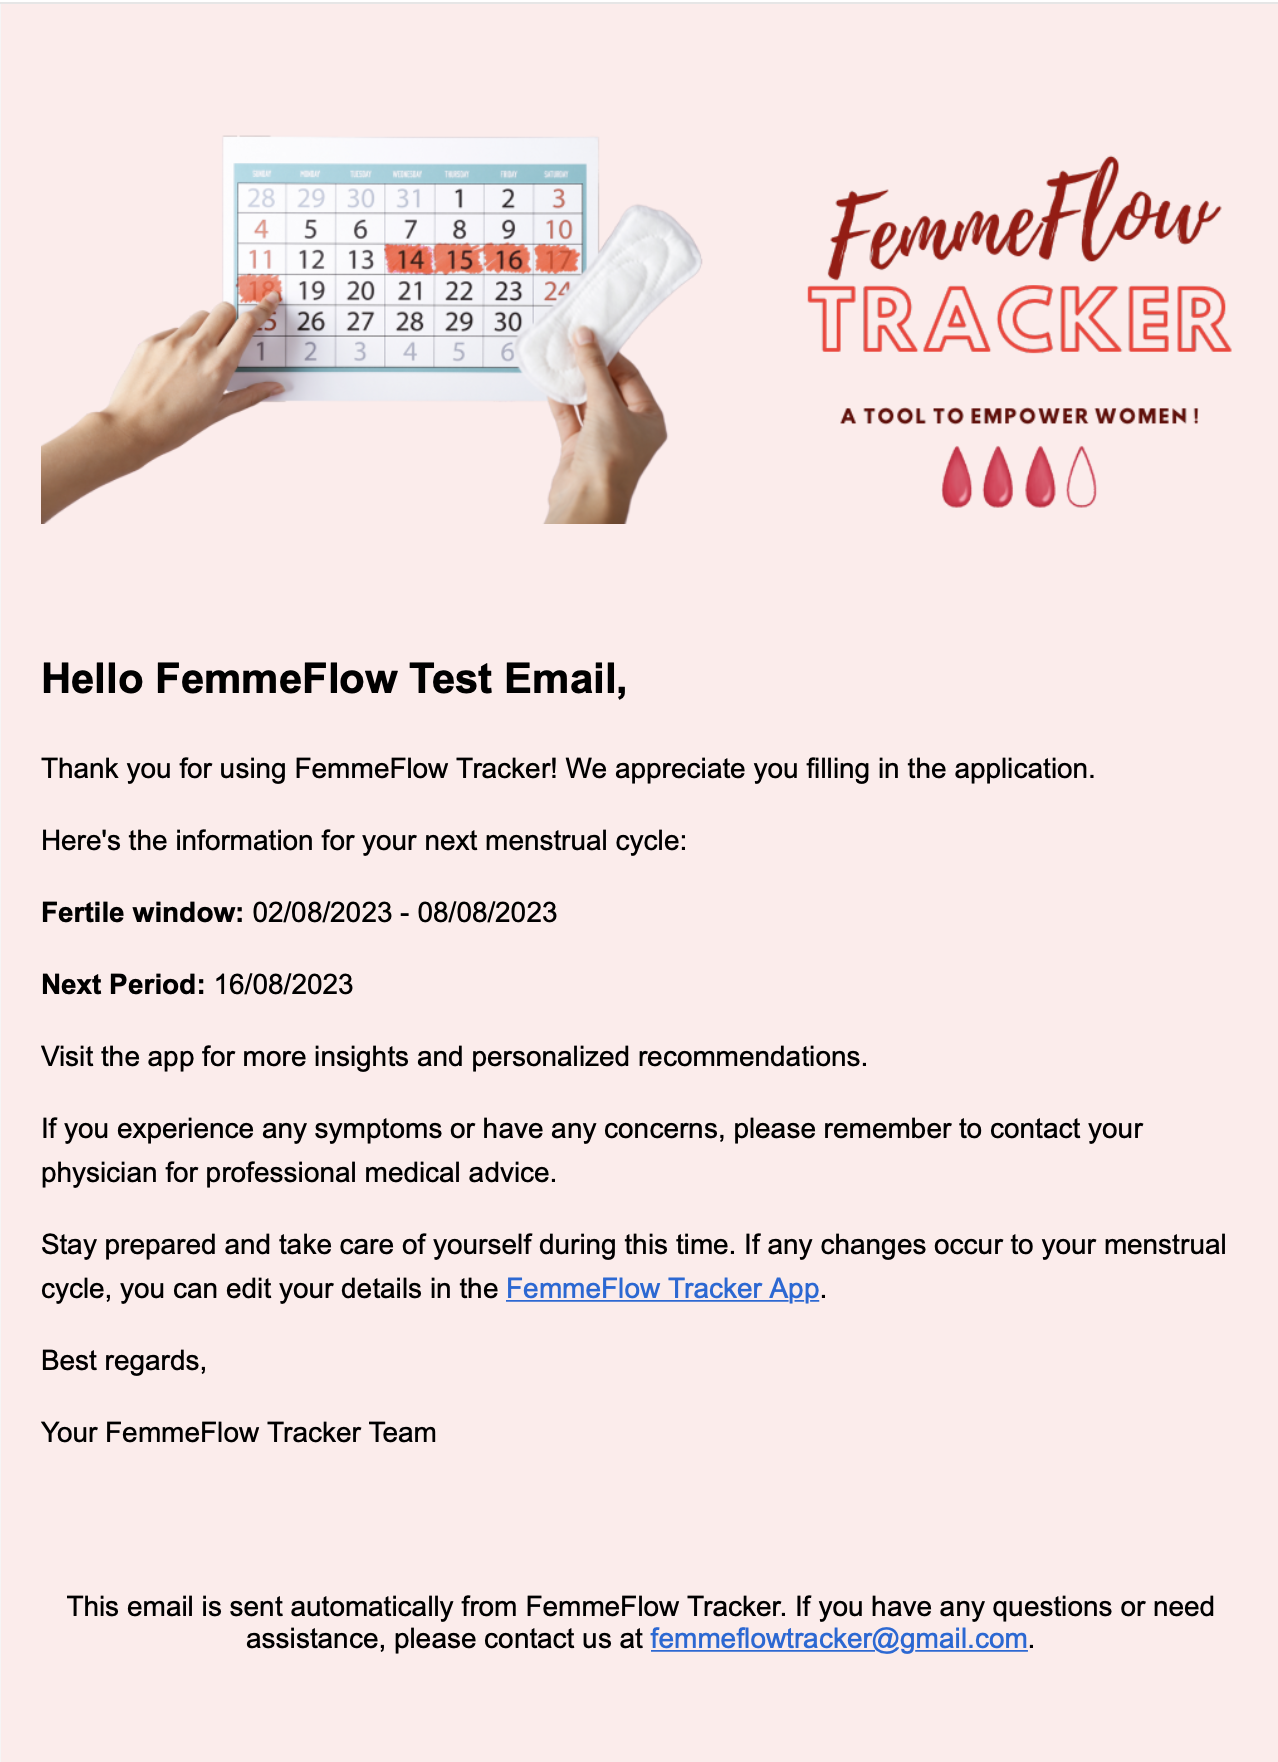 SUNDAY MONDAY TUESDAY WEDNESDAY THURSDAY FRIDAY SATURDAY
28 29 30 31 1 2 3
4 5 6 7 8 9 10
11 12 13 14 15 16 17
18 19 20 21 22 23 24
25 26 27 28 29 30
1 2 3 4 5 6
FemmeFlow
TRACKER
A TOOL TO EMPOWER WOMEN !
Hello FemmeFlow Test Email,
Thank you for using FemmeFlow Tracker! We appreciate you filling in the application.
Here's the information for your next menstrual cycle:
Fertile window: 02/08/2023 - 08/08/2023
Next Period: 16/08/2023
Visit the app for more insights and personalized recommendations.
If you experience any symptoms or have any concerns, please remember to contact your
physician for professional medical advice.
Stay prepared and take care of yourself during this time. If any changes occur to your menstrual
cycle, you can edit your details in the FemmeFlow Tracker App.
Best regards,
Your FemmeFlow Tracker Team
This email is sent automatically from FemmeFlow Tracker. If you have any questions or need
assistance, please contact us at femmeflowtracker@gmail.com.